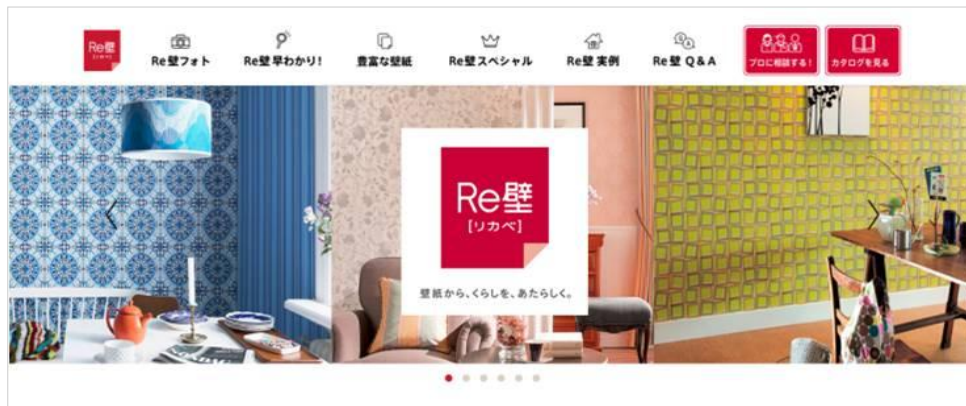 Re壁
[リカベ]
Re壁フォト
Re壁 早わかり!
豊富な壁紙
Re壁スペシャル
Re壁 実例
Re壁 Q&A
プロに相談する!
カタログを見る
Re壁
[リカベ]
壁紙から、くらしを、あたらしく。